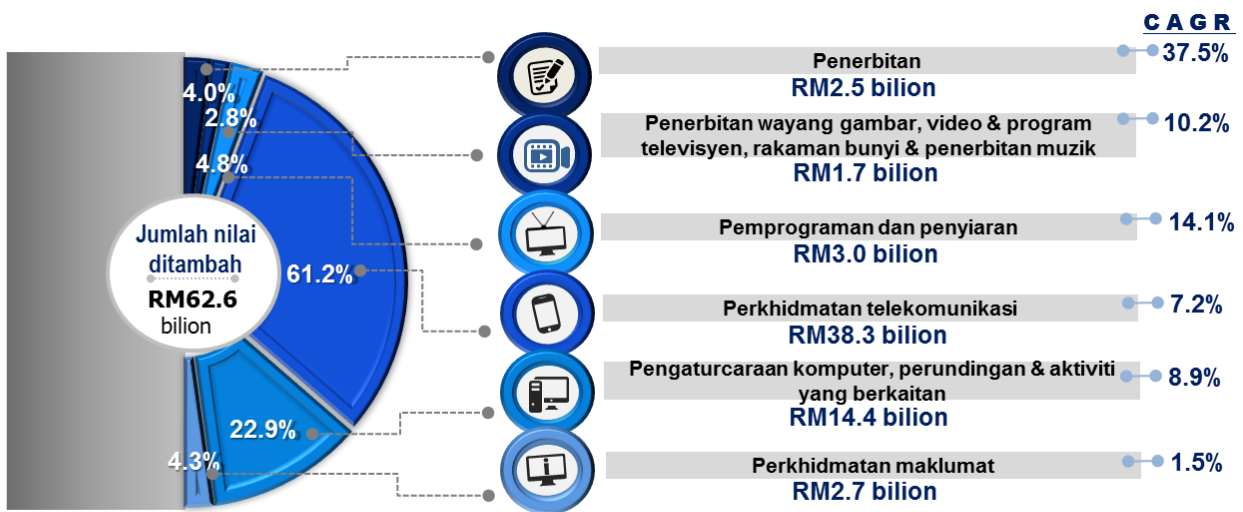 CAGR
4.0%
2.8%
4.8%
61.2%
22.9%
4.3%
Jumlah nilai
ditambah
RM62.6
bilion
Penerbitan
RM2.5 bilion
37.5%
Penerbitan wayang gambar, video & program
televisyen, rakaman bunyi & penerbitan muzik
RM1.7 bilion
10.2%
Pemprograman dan penyiaran
RM3.0 bilion
14.1%
Perkhidmatan telekomunikasi
RM38.3 bilion
7.2%
Pengaturcaraan komputer, perundingan & aktiviti
yang berkaitan
RM14.4 bilion
8.9%
Perkhidmatan maklumat
RM2.7 bilion
1.5%